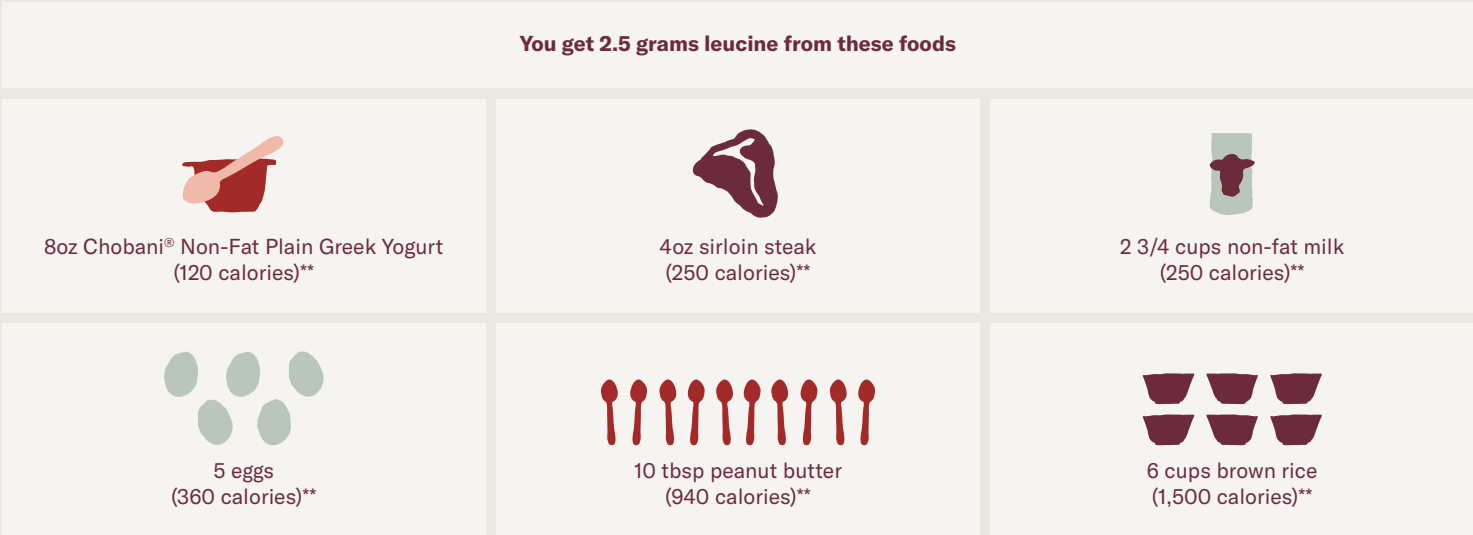 You get 2.5 grams leucine from these foods
8oz Chobani® Non-Fat Plain Greek Yogurt
(120 calories)**
4oz sirloin steak
(250 calories)**
2 3/4 cups non-fat milk
(250 calories)**
5 eggs
(360 calories)**
10 tbsp peanut butter
(940 calories)**
6 cups brown rice
(1,500 calories)**